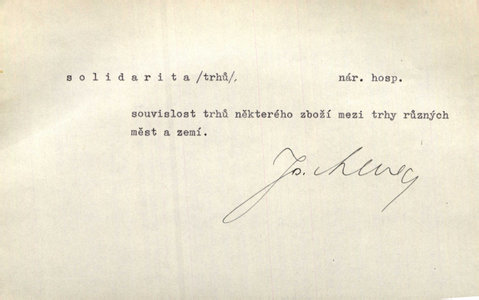 s o l i d a r i t a /trhů/. nár. hosp.
souvislost trhů některého zboží mezi trhy různých
měst a zemí.